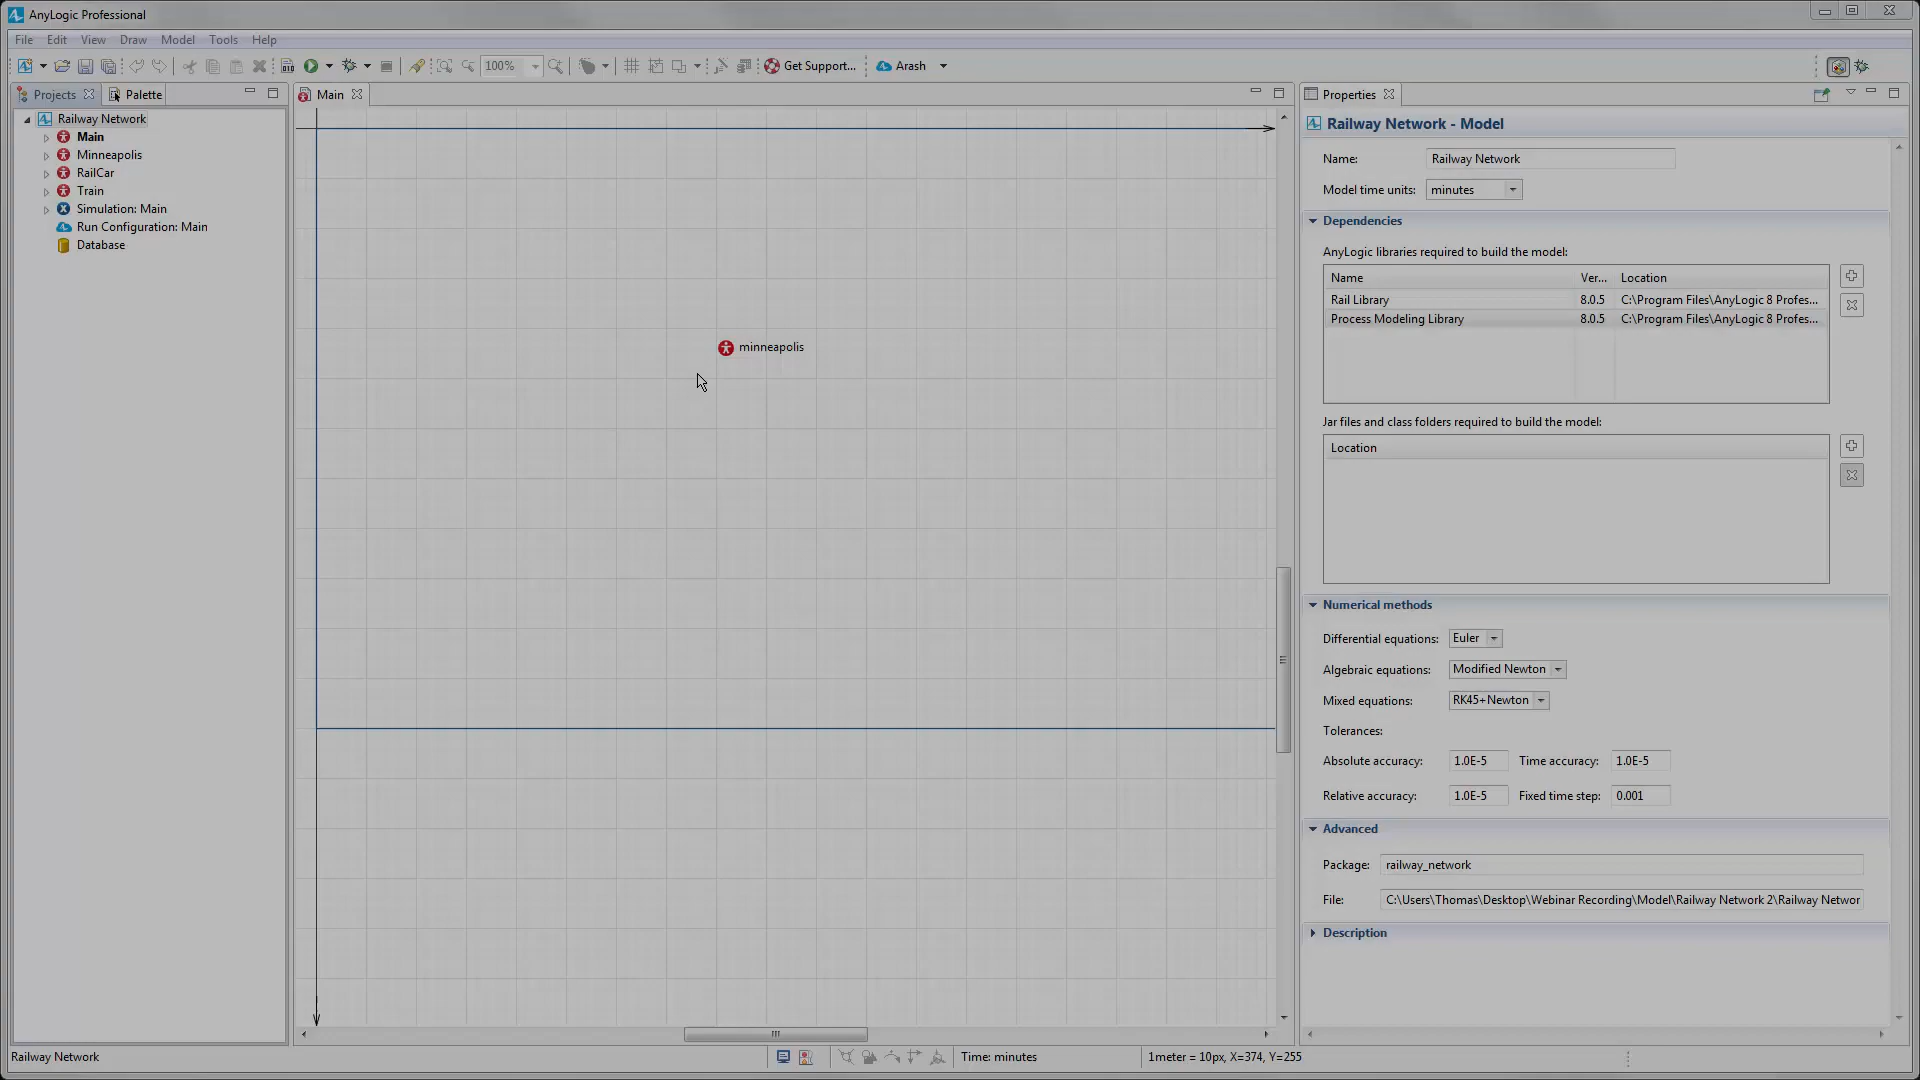 AnyLogic Professional
File Edit View Draw Model Tools Help
100% Get Support... Arash
Projects Palette
Main
Properties
Railway Network
Main
Minneapolis
RailCar
Train
Simulation: Main
Run Configuration: Main
Database
minneapolis
Railway Network - Model
Name: Railway Network
Model time units: minutes
Dependencies
AnyLogic libraries required to build the model:
Name Ver... Location
Rail Library 8.0.5 C:\Program Files\AnyLogic 8 Profes...
Process Modeling Library 8.0.5 C:\Program Files\AnyLogic 8 Profes...
Jar files and class folders required to build the model:
Location
Numerical methods
Differential equations: Euler
Algebraic equations: Modified Newton
Mixed equations: RK45+Newton
Tolerances:
Absolute accuracy: 1.0E-5 Time accuracy: 1.0E-5
Relative accuracy: 1.0E-5 Fixed time step: 0.001
Advanced
Package: railway_network
File: C:\Users\Thomas\Desktop\Webinar Recording\Model\Railway Network 2\Railway Networ
Description
Railway Network Time: minutes 1meter = 10px, X=374, Y=255